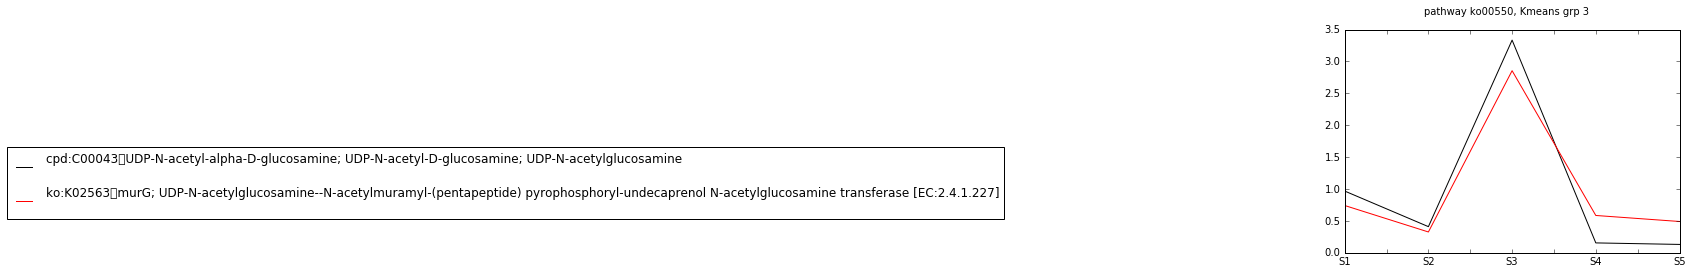 pathway ko00550, Kmeans grp 3
3.5
3.0
2.5
2.0
1.5
1.0
0.5
0.0
S1 S2 S3 S4 S5
cpd:C00043▯UDP-N-acetyl-alpha-D-glucosamine; UDP-N-acetyl-D-glucosamine; UDP-N-acetylglucosamine
ko:K02563▯murG; UDP-N-acetylglucosamine--N-acetylmuramyl-(pentapeptide) pyrophosphoryl-undecaprenol N-acetylglucosamine transferase [EC:2.4.1.227]